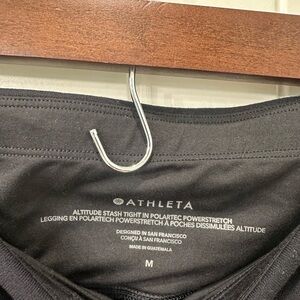 ATHLETA
ALTITUDE STASH TIGHT IN POLARTEC POWERSTRETCH
LEGGING EN POLARTECH POWERSTRETCH À POCHES DISSIMULÉES ALTITUDE
DESIGNED IN SAN FRANCISCO
CONÇU À SAN FRANCISCO
MADE IN GUATEMALA
M